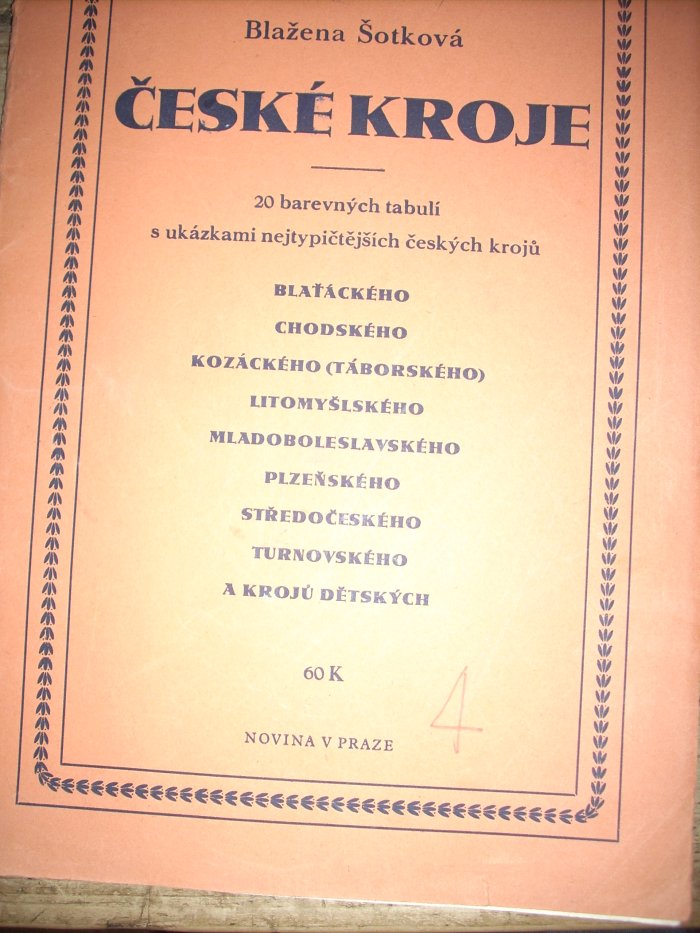 Blažena Šotková
ČESKÉ KROJE
20 barevných tabulí
s ukázkami nejtypičtějších českých krojů
BLAŤÁCKÉHO
CHODSKÉHO
KOZÁCKÉHO (TÁBORSKÉHO)
LITOMYŠLSKÉHO
MLADOBOLESLAVSKÉHO
PLZEŇSKÉHO
STŘEDOČESKÉHO
TURNOVSKÉHO
A KROJŮ DĚTSKÝCH
60 K
4
NOVINA V PRAZE